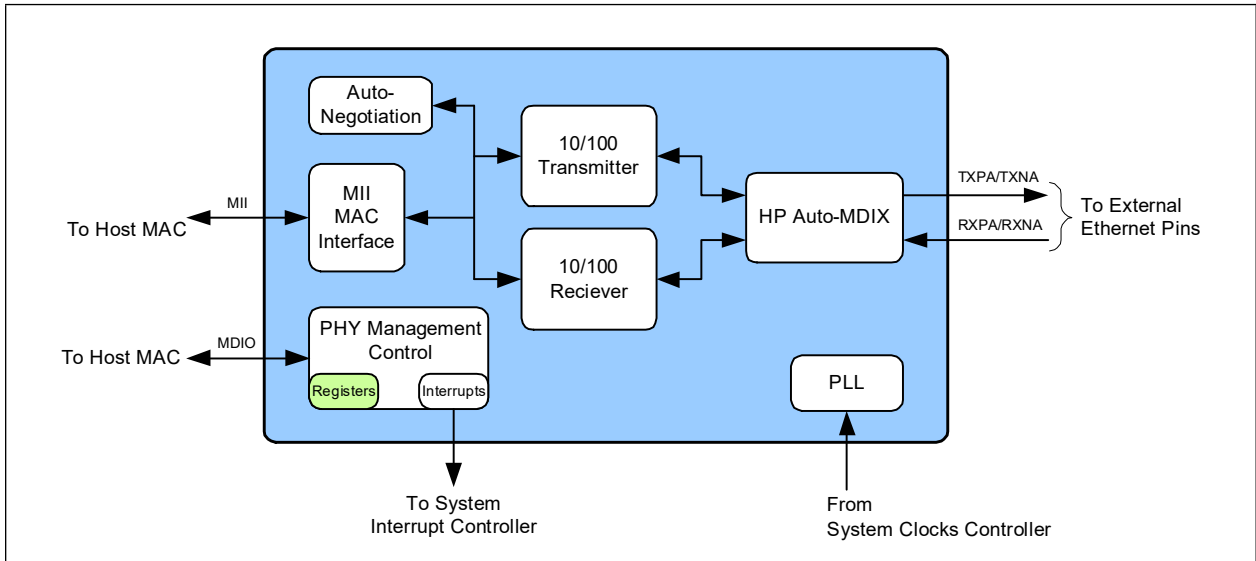 Auto-
Negotiation
10/100
Transmitter
MII
MAC
Interface
MII
To Host MAC
HP Auto-MDIX
TXPA/TXNA
RXPA/RXNA
To External
Ethernet Pins
10/100
Reciever
PHY Management
Control
MDIO
To Host MAC
Registers
Interrupts
PLL
To System
Interrupt Controller
From
System Clocks Controller